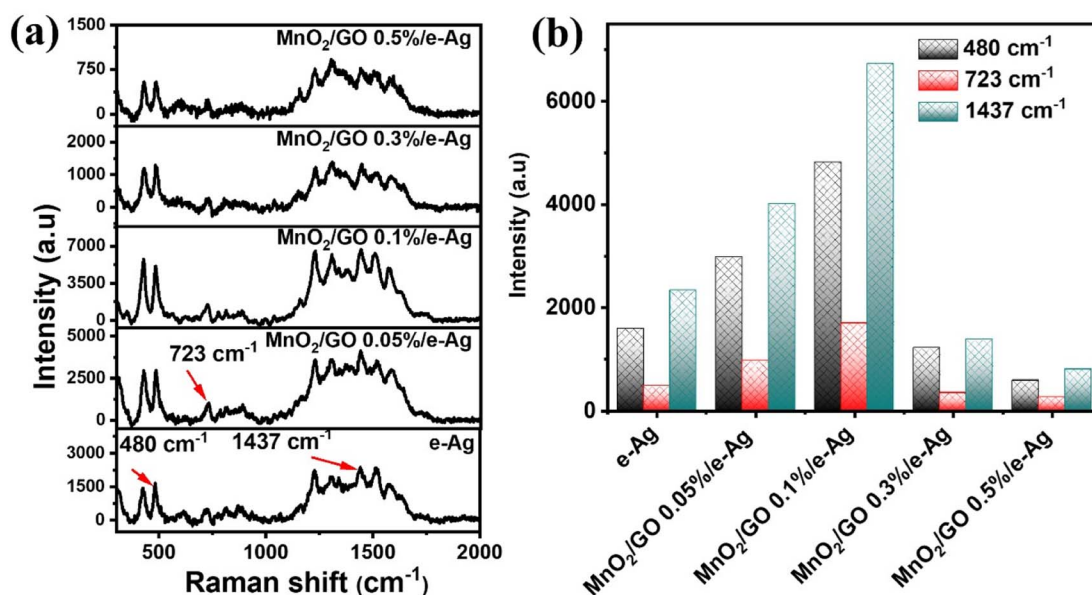 (a)
Intensity (a.u)
1500
750
0
MnO₂/GO 0.5%/e-Ag
2000
1000
0
MnO₂/GO 0.3%/e-Ag
7000
3500
0
MnO₂/GO 0.1%/e-Ag
5000
2500
0
MnO₂/GO 0.05%/e-Ag
723 cm⁻¹
3000
1500
0
e-Ag
480 cm⁻¹
1437 cm⁻¹
500
1000
1500
2000
Raman shift (cm⁻¹)
(b)
Intensity (a.u)
6000
4000
2000
0
480 cm⁻¹
723 cm⁻¹
1437 cm⁻¹
e-Ag
MnO₂/GO 0.05%/e-Ag
MnO₂/GO 0.1%/e-Ag
MnO₂/GO 0.3%/e-Ag
MnO₂/GO 0.5%/e-Ag